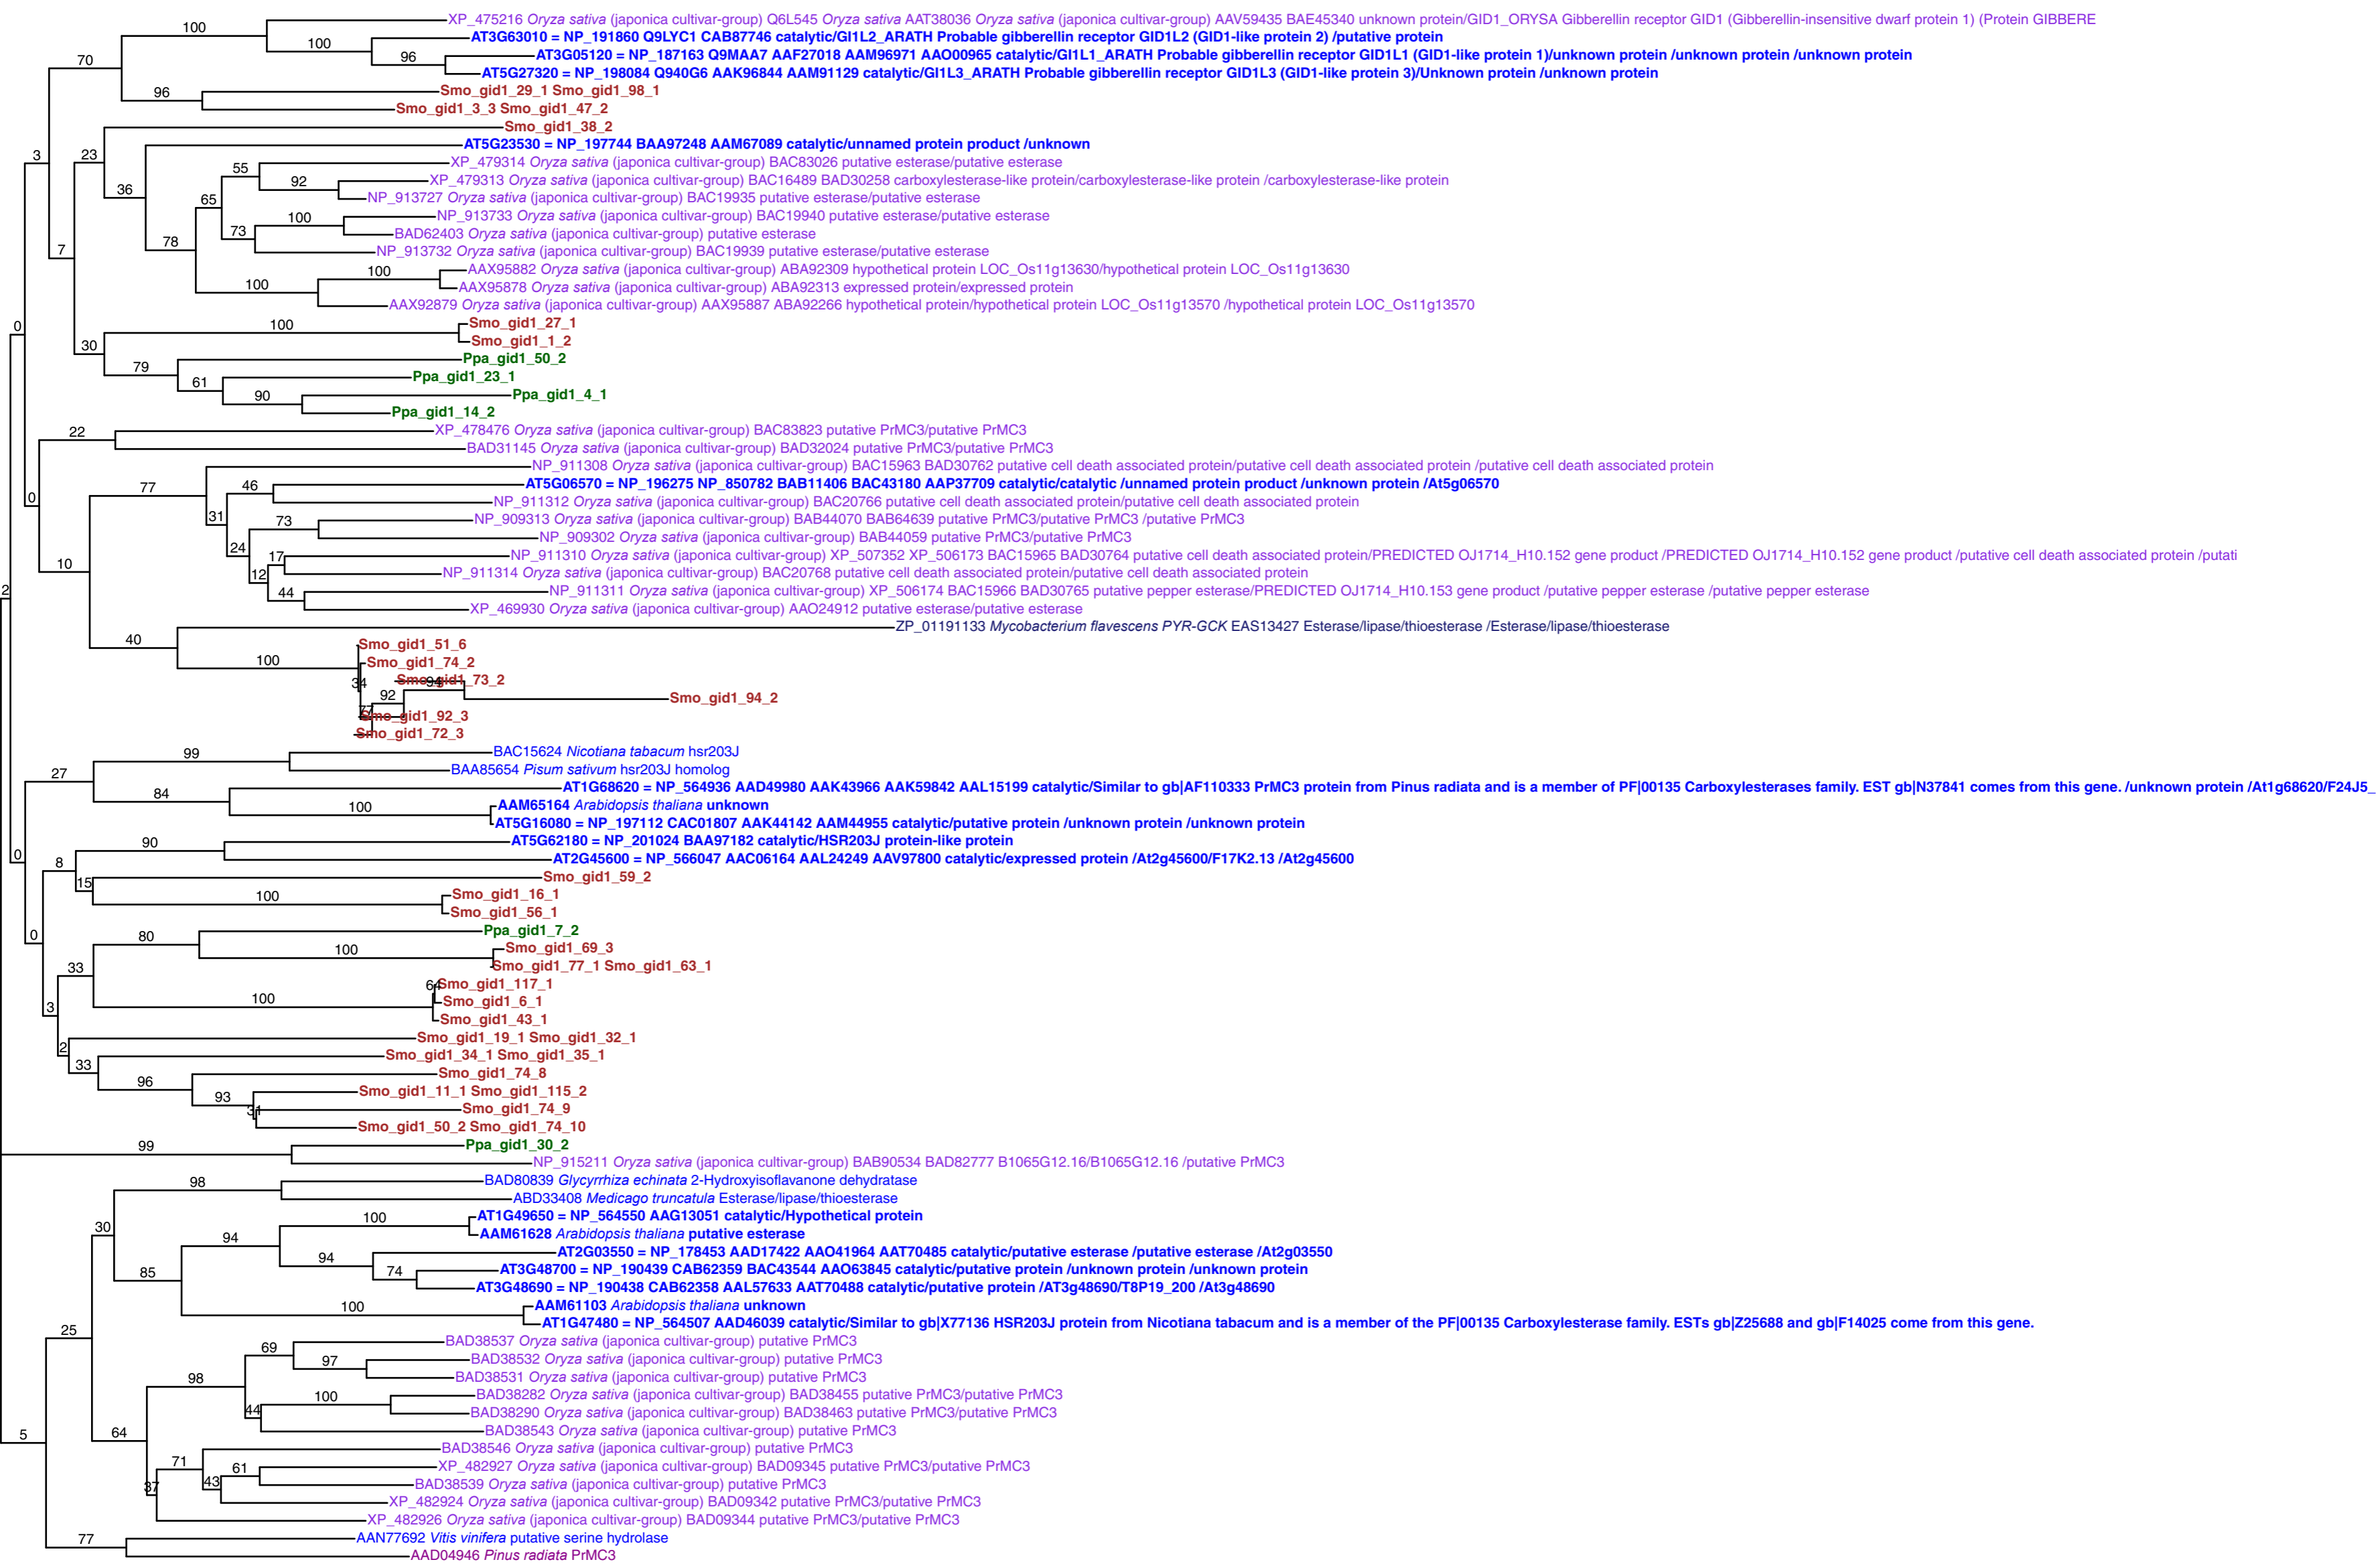 100 XP_475216 Oryza sativa (japonica cultivar-group) Q6L545 Oryza sativa AAT38036 Oryza sativa (japonica cultivar-group) AAV59435 BAE45340 unknown protein/GID1_ORYSA Gibberellin receptor GID1 (Gibberellin-insensitive dwarf protein 1) (Protein GIBBERE
100 AT3G63010 = NP_191860 Q9LYC1 CAB87746 catalytic/GI1L2_ARATH Probable gibberellin receptor GID1L2 (GID1-like protein 2) /putative protein
70 96 AT3G05120 = NP_187163 Q9MAA7 AAF27018 AAM96971 AAO00965 catalytic/GI1L1_ARATH Probable gibberellin receptor GID1L1 (GID1-like protein 1)/unknown protein /unknown protein /unknown protein
AT5G27320 = NP_198084 Q940G6 AAK96844 AAM91129 catalytic/GI1L3_ARATH Probable gibberellin receptor GID1L3 (GID1-like protein 3)/Unknown protein /unknown protein
96 Smo_gid1_29_1 Smo_gid1_98_1
Smo_gid1_3_3 Smo_gid1_47_2
Smo_gid1_38_2
3 23 AT5G23530 = NP_197744 BAA97248 AAM67089 catalytic/unnamed protein product /unknown
55 XP_479314 Oryza sativa (japonica cultivar-group) BAC83026 putative esterase/putative esterase
36 92 XP_479313 Oryza sativa (japonica cultivar-group) BAC16489 BAD30258 carboxylesterase-like protein/carboxylesterase-like protein /carboxylesterase-like protein
65 NP_913727 Oryza sativa (japonica cultivar-group) BAC19935 putative esterase/putative esterase
100 NP_913733 Oryza sativa (japonica cultivar-group) BAC19940 putative esterase/putative esterase
73 BAD62403 Oryza sativa (japonica cultivar-group) putative esterase
7 78 NP_913732 Oryza sativa (japonica cultivar-group) BAC19939 putative esterase/putative esterase
100 AAX95882 Oryza sativa (japonica cultivar-group) ABA92309 hypothetical protein LOC_Os11g13630/hypothetical protein LOC_Os11g13630
100 AAX95878 Oryza sativa (japonica cultivar-group) ABA92313 expressed protein/expressed protein
AAX92879 Oryza sativa (japonica cultivar-group) AAX95887 ABA92266 hypothetical protein/hypothetical protein LOC_Os11g13570 /hypothetical protein LOC_Os11g13570
0 100 Smo_gid1_27_1
Smo_gid1_1_2
30 Ppa_gid1_50_2
79 Ppa_gid1_23_1
61 90 Ppa_gid1_4_1
Ppa_gid1_14_2
22 XP_478476 Oryza sativa (japonica cultivar-group) BAC83823 putative PrMC3/putative PrMC3
BAD31145 Oryza sativa (japonica cultivar-group) BAD32024 putative PrMC3/putative PrMC3
NP_911308 Oryza sativa (japonica cultivar-group) BAC15963 BAD30762 putative cell death associated protein/putative cell death associated protein /putative cell death associated protein
0 77 46 AT5G06570 = NP_196275 NP_850782 BAB11406 BAC43180 AAP37709 catalytic/catalytic /unnamed protein product /unknown protein /At5g06570
NP_911312 Oryza sativa (japonica cultivar-group) BAC20766 putative cell death associated protein/putative cell death associated protein
31 73 NP_909313 Oryza sativa (japonica cultivar-group) BAB44070 BAB64639 putative PrMC3/putative PrMC3 /putative PrMC3
NP_909302 Oryza sativa (japonica cultivar-group) BAB44059 putative PrMC3/putative PrMC3
24 17 NP_911310 Oryza sativa (japonica cultivar-group) XP_507352 XP_506173 BAC15965 BAD30764 putative cell death associated protein/PREDICTED OJ1714_H10.152 gene product /PREDICTED OJ1714_H10.152 gene product /putative cell death associated protein /putati
10 12 NP_911314 Oryza sativa (japonica cultivar-group) BAC20768 putative cell death associated protein/putative cell death associated protein
2 44 NP_911311 Oryza sativa (japonica cultivar-group) XP_506174 BAC15966 BAD30765 putative pepper esterase/PREDICTED OJ1714_H10.153 gene product /putative pepper esterase /putative pepper esterase
XP_469930 Oryza sativa (japonica cultivar-group) AAO24912 putative esterase/putative esterase
40 ZP_01191133 Mycobacterium flavescens PYR-GCK EAS13427 Esterase/lipase/thioesterase /Esterase/lipase/thioesterase
Smo_gid1_51_6
100 Smo_gid1_74_2
34 94 Smo_gid1_73_2
92 Smo_gid1_94_2
77 Smo_gid1_92_3
Smo_gid1_72_3
99 BAC15624 Nicotiana tabacum hsr203J
27 BAA85654 Pisum sativum hsr203J homolog
84 AT1G68620 = NP_564936 AAD49980 AAK43966 AAK59842 AAL15199 catalytic/Similar to gb|AF110333 PrMC3 protein from Pinus radiata and is a member of PF|00135 Carboxylesterases family. EST gb|N37841 comes from this gene. /unknown protein /At1g68620/F24J5_
100 AAM65164 Arabidopsis thaliana unknown
AT5G16080 = NP_197112 CAC01807 AAK44142 AAM44955 catalytic/putative protein /unknown protein /unknown protein
90 AT5G62180 = NP_201024 BAA97182 catalytic/HSR203J protein-like protein
0 8 AT2G45600 = NP_566047 AAC06164 AAL24249 AAV97800 catalytic/expressed protein /At2g45600/F17K2.13 /At2g45600
15 Smo_gid1_59_2
100 Smo_gid1_16_1
Smo_gid1_56_1
0 80 Ppa_gid1_7_2
100 Smo_gid1_69_3
33 Smo_gid1_77_1 Smo_gid1_63_1
64 Smo_gid1_117_1
100 Smo_gid1_6_1
3 Smo_gid1_43_1
Smo_gid1_19_1 Smo_gid1_32_1
2 Smo_gid1_34_1 Smo_gid1_35_1
33 96 Smo_gid1_74_8
93 Smo_gid1_11_1 Smo_gid1_115_2
31 Smo_gid1_74_9
Smo_gid1_50_2 Smo_gid1_74_10
99 Ppa_gid1_30_2
NP_915211 Oryza sativa (japonica cultivar-group) BAB90534 BAD82777 B1065G12.16/B1065G12.16 /putative PrMC3
98 BAD80839 Glycyrrhiza echinata 2-Hydroxyisoflavanone dehydratase
ABD33408 Medicago truncatula Esterase/lipase/thioesterase
30 100 AT1G49650 = NP_564550 AAG13051 catalytic/Hypothetical protein
94 AAM61628 Arabidopsis thaliana putative esterase
94 AT2G03550 = NP_178453 AAD17422 AAO41964 AAT70485 catalytic/putative esterase /putative esterase /At2g03550
85 74 AT3G48700 = NP_190439 CAB62359 BAC43544 AAO63845 catalytic/putative protein /unknown protein /unknown protein
AT3G48690 = NP_190438 CAB62358 AAL57633 AAT70488 catalytic/putative protein /AT3g48690/T8P19_200 /At3g48690
100 AAM61103 Arabidopsis thaliana unknown
25 AT1G47480 = NP_564507 AAD46039 catalytic/Similar to gb|X77136 HSR203J protein from Nicotiana tabacum and is a member of the PF|00135 Carboxylesterase family. ESTs gb|Z25688 and gb|F14025 come from this gene.
69 BAD38537 Oryza sativa (japonica cultivar-group) putative PrMC3
97 BAD38532 Oryza sativa (japonica cultivar-group) putative PrMC3
98 BAD38531 Oryza sativa (japonica cultivar-group) putative PrMC3
100 BAD38282 Oryza sativa (japonica cultivar-group) BAD38455 putative PrMC3/putative PrMC3
44 BAD38290 Oryza sativa (japonica cultivar-group) BAD38463 putative PrMC3/putative PrMC3
5 64 BAD38543 Oryza sativa (japonica cultivar-group) putative PrMC3
BAD38546 Oryza sativa (japonica cultivar-group) putative PrMC3
71 61 XP_482927 Oryza sativa (japonica cultivar-group) BAD09345 putative PrMC3/putative PrMC3
37 43 BAD38539 Oryza sativa (japonica cultivar-group) putative PrMC3
XP_482924 Oryza sativa (japonica cultivar-group) BAD09342 putative PrMC3/putative PrMC3
XP_482926 Oryza sativa (japonica cultivar-group) BAD09344 putative PrMC3/putative PrMC3
77 AAN77692 Vitis vinifera putative serine hydrolase
AAD04946 Pinus radiata PrMC3